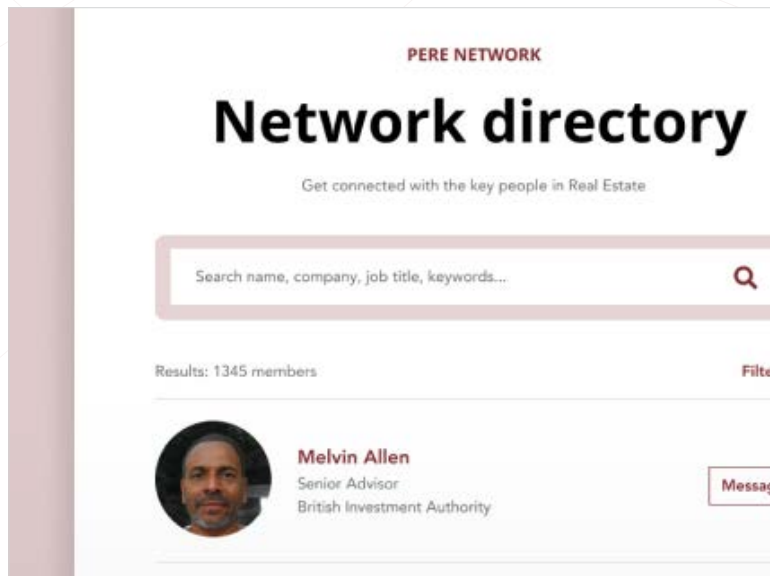 PERE NETWORK
Network directory
Get connected with the key people in Real Estate
Search name, company, job title, keywords...
Results: 1345 members
Melvin Allen
Senior Advisor
British Investment Authority